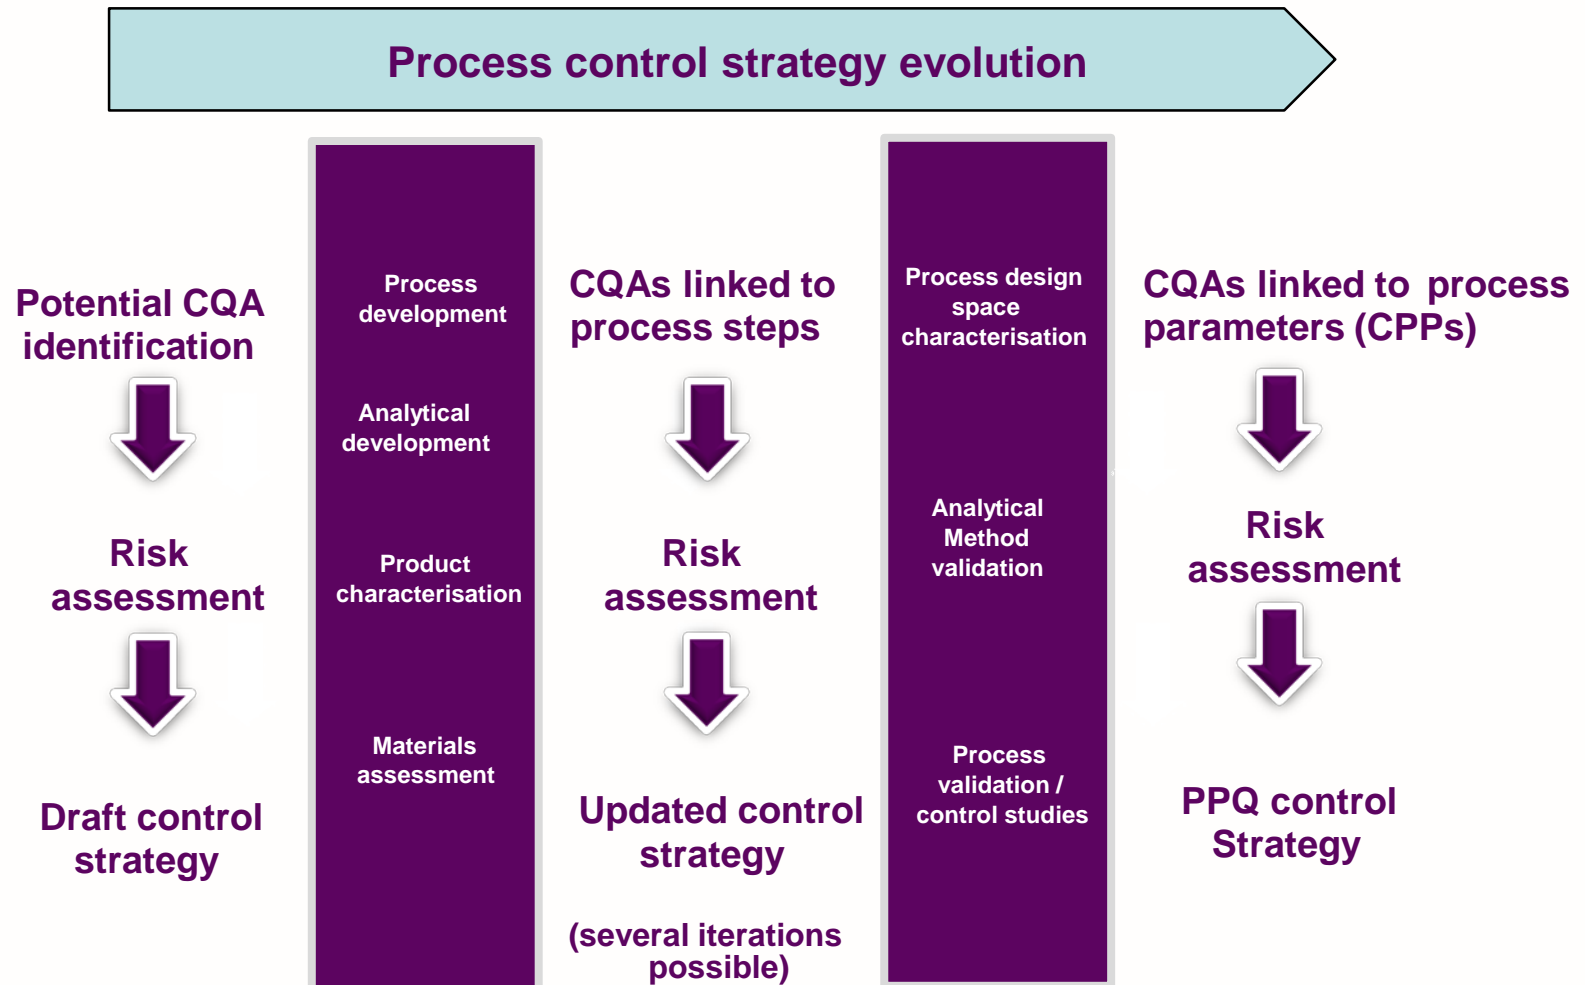 Process control strategy evolution
Potential CQA
identification
Risk
assessment
Draft control
strategy
Process
development
Analytical
development
Product
characterisation
Materials
assessment
CQAs linked to
process steps
Risk
assessment
Updated control
strategy
(several iterations
possible)
Process design
space
characterisation
Analytical
Method
validation
Process
validation /
control studies
CQAs linked to process
parameters (CPPs)
Risk
assessment
PPQ control
Strategy